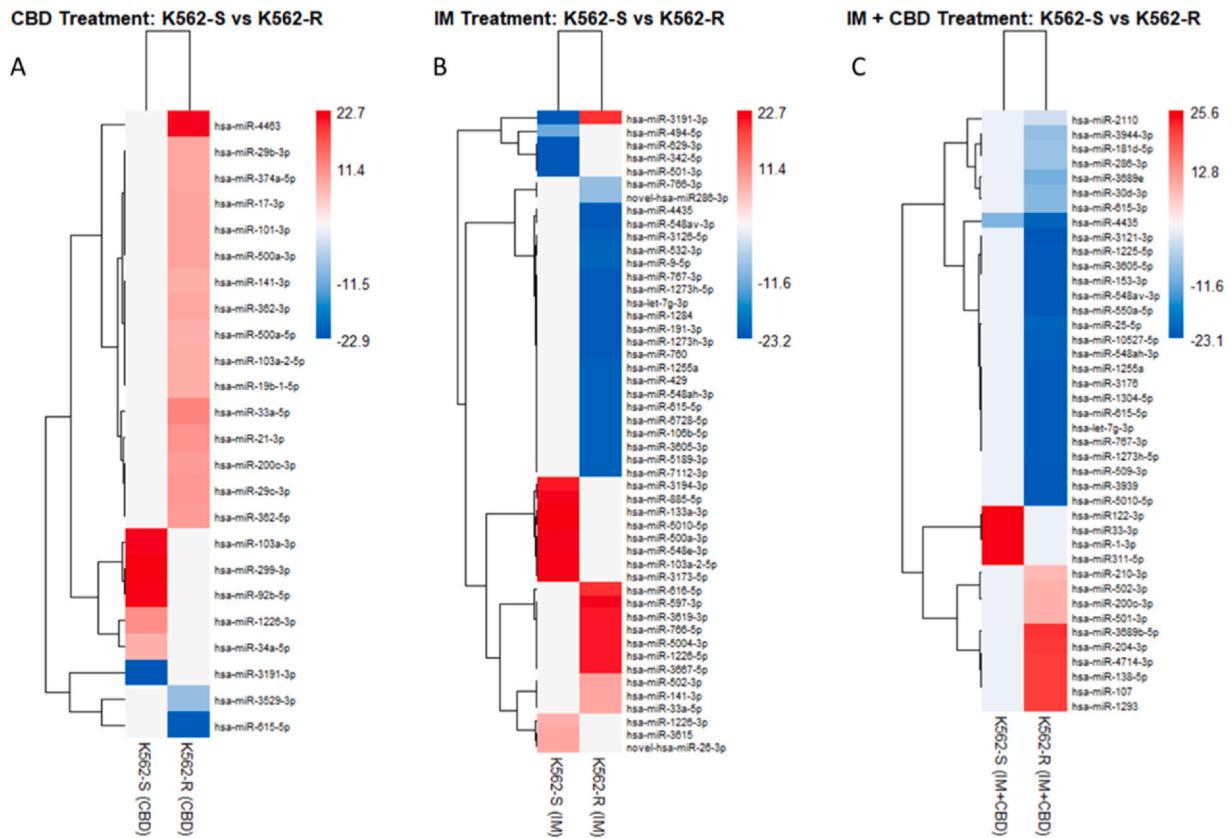 CBD Treatment: K562-S vs K562-R
IM Treatment: K562-S vs K562-R
IM + CBD Treatment: K562-S vs K562-R
A
hsa-miR-4463
hsa-miR-29b-3p
hsa-miR-374a-5p
hsa-miR-17-3p
hsa-miR-101-3p
hsa-miR-500a-3p
hsa-miR-141-3p
hsa-miR-362-3p
hsa-miR-500a-5p
hsa-miR-103a-2-5p
hsa-miR-19b-1-5p
hsa-miR-33a-5p
hsa-miR-21-3p
hsa-miR-200c-3p
hsa-miR-29c-3p
hsa-miR-362-5p
hsa-miR-103a-3p
hsa-miR-299-3p
hsa-miR-92b-5p
hsa-miR-1226-3p
hsa-miR-34a-5p
hsa-miR-3191-3p
hsa-miR-3529-3p
hsa-miR-615-5p
22.7
11.4
-11.5
-22.9
K562-S (CBD)
K562-R (CBD)
B
hsa-miR-3191-3p
hsa-miR-494-5p
hsa-miR-629-3p
hsa-miR-342-5p
hsa-miR-501-3p
hsa-miR-766-3p
novel-hsa-miR286-3p
hsa-miR-4435
hsa-miR-548av-3p
hsa-miR-3126-5p
hsa-miR-532-3p
hsa-miR-9-5p
hsa-miR-767-3p
hsa-miR-1273h-5p
hsa-let-7g-3p
hsa-miR-1284
hsa-miR-191-3p
hsa-miR-1273h-3p
hsa-miR-760
hsa-miR-1255a
hsa-miR-429
hsa-miR-548ah-3p
hsa-miR-615-5p
hsa-miR-6728-5p
hsa-miR-106b-5p
hsa-miR-3605-3p
hsa-miR-5189-3p
hsa-miR-7112-3p
hsa-miR-3194-3p
hsa-miR-885-5p
hsa-miR-133a-3p
hsa-miR-5010-5p
hsa-miR-500a-3p
hsa-miR-548e-3p
hsa-miR-103a-2-5p
hsa-miR-3173-5p
hsa-miR-616-5p
hsa-miR-597-3p
hsa-miR-3619-3p
hsa-miR-766-5p
hsa-miR-5004-3p
hsa-miR-1226-5p
hsa-miR-3667-5p
hsa-miR-502-3p
hsa-miR-141-3p
hsa-miR-33a-5p
hsa-miR-1226-3p
hsa-miR-3615
novel-hsa-miR-26-3p
22.7
11.4
-11.6
-23.2
K562-S (IM)
K562-R (IM)
C
hsa-miR-2110
hsa-miR-3944-3p
hsa-miR-181d-5p
hsa-miR-286-3p
hsa-miR-3689e
hsa-miR-30d-3p
hsa-miR-615-3p
hsa-miR-4435
hsa-miR-3121-3p
hsa-miR-1225-5p
hsa-miR-3605-5p
hsa-miR-153-3p
hsa-miR-548av-3p
hsa-miR-550a-5p
hsa-miR-25-5p
hsa-miR-10527-5p
hsa-miR-548ah-3p
hsa-miR-1255a
hsa-miR-3176
hsa-miR-1304-5p
hsa-miR-615-5p
hsa-let-7g-3p
hsa-miR-767-3p
hsa-miR-1273h-5p
hsa-miR-509-3p
hsa-miR-3939
hsa-miR-5010-5p
hsa-miR122-3p
hsa-miR33-3p
hsa-miR-1-3p
hsa-miR311-5p
hsa-miR-210-3p
hsa-miR-502-3p
hsa-miR-200c-3p
hsa-miR-501-3p
hsa-miR-3689b-5p
hsa-miR-204-3p
hsa-miR-4714-3p
hsa-miR-138-5p
hsa-miR-107
hsa-miR-1293
25.6
12.8
-11.6
-23.1
K562-S (IM+CBD)
K562-R (IM+CBD)